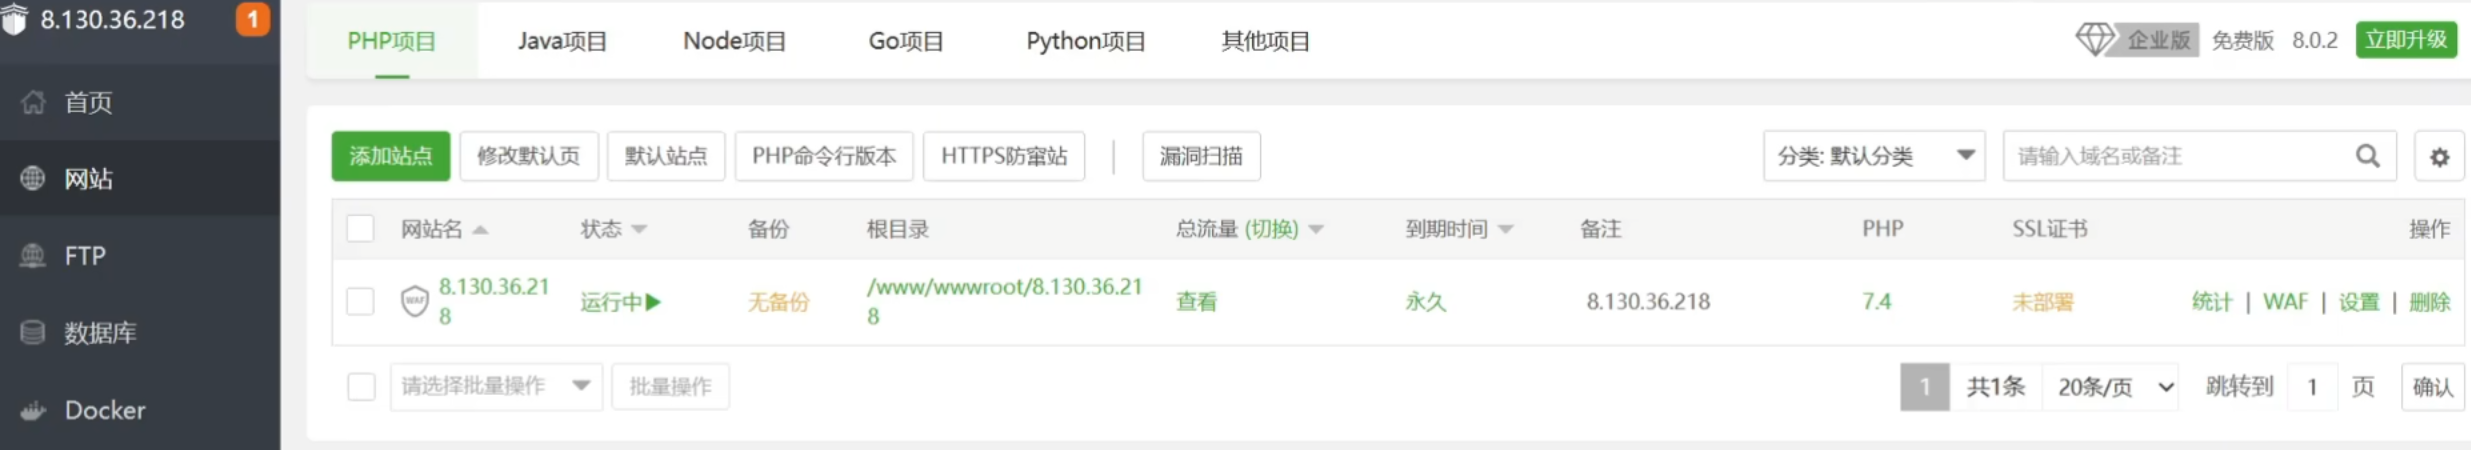 8.130.36.218 1
首页
网站
FTP
数据库
Docker
PHP项目 Java项目 Node项目 Go项目 Python项目 其他项目 企业版 免费版 8.0.2 立即升级
添加站点 修改默认页 默认站点 PHP命令行版本 HTTPS防窜站 | 漏洞扫描 分类: 默认分类 请输入域名或备注
网站名 状态 备份 根目录 总流量 (切换) 到期时间 备注 PHP SSL证书 操作
WAF 8.130.36.21 运行中 无备份 /www/wwwroot/8.130.36.21 查看 永久 8.130.36.218 7.4 未部署 统计 | WAF | 设置 | 删除
8 8
请选择批量操作 批量操作 1 共1条 20条/页 跳转到 1 页 确认